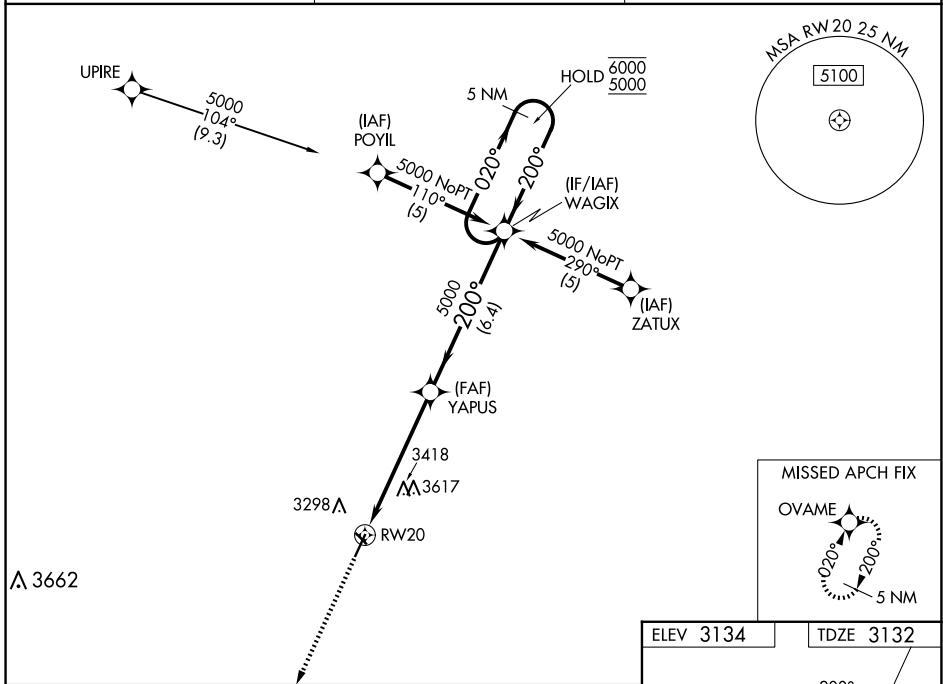 MSA RW20 25 NM
5100
UPIRE
5000
104°
(9.3)
(IAF)
POYIL
5000 NoPT
110°
(5)
5 NM
HOLD 6000
5000
020°
200°
(IF/IAF)
WAGIX
5000 NoPT
290°
(5)
(IAF)
ZATUX
5000
200°
(6.4)
(FAF)
YAPUS
3418
3617
3298
RW20
3662
MISSED APCH FIX
OVAME
020°
200°
5 NM
ELEV 3134
TDZE 3132